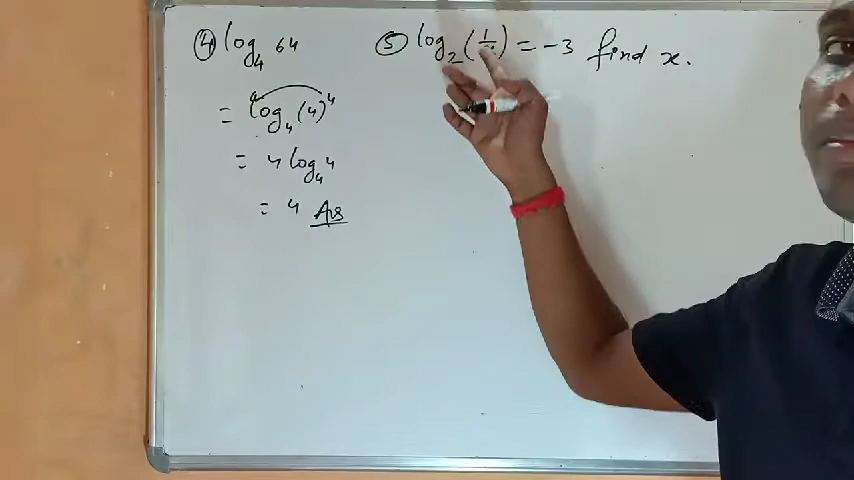 ④ log₄ 64
= log₄ (4)⁴
= 4 log₄ 4
= 4 Ans
⑤ log₂ (1/x) = -3 find x.